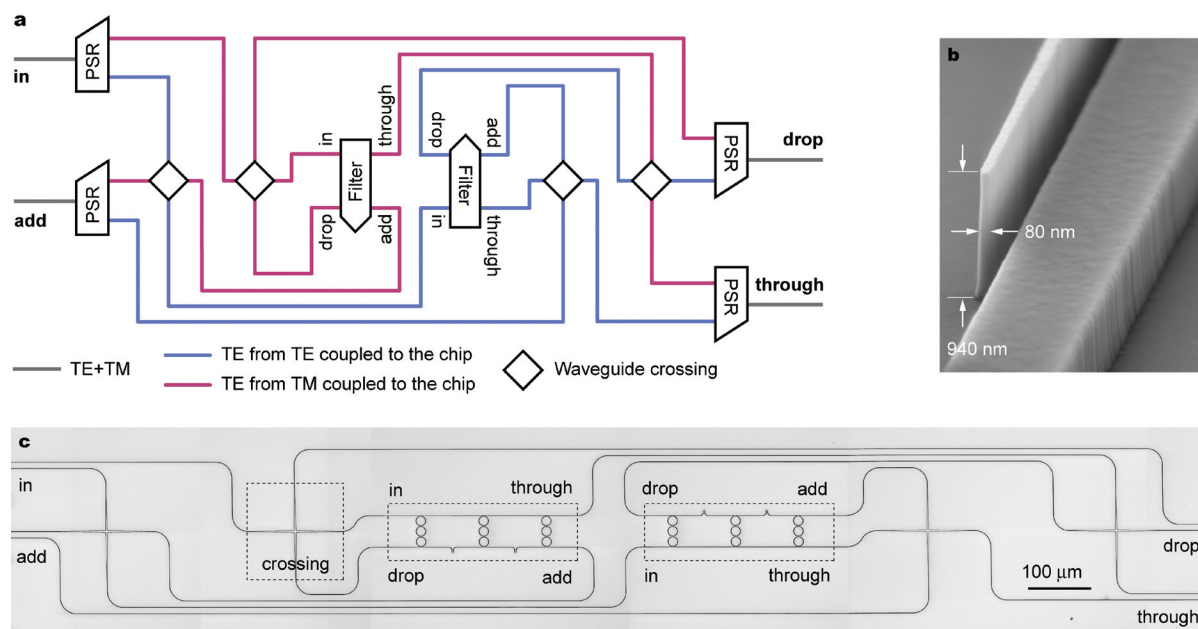 a
PSR
in
PSR
add
in
through
Filter
drop
add
drop
add
Filter
in
through
PSR
drop
PSR
through
TE+TM
TE from TE coupled to the chip
TE from TM coupled to the chip
Waveguide crossing
b
80 nm
940 nm
c
in
add
crossing
in
through
drop
add
drop
add
in
through
100 μm
drop
through